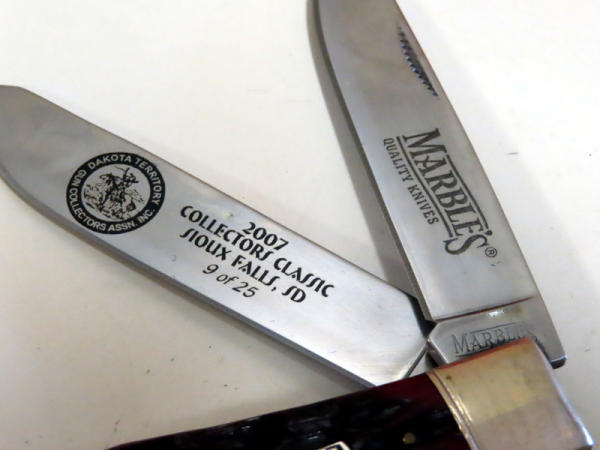 DAKOTA TERRITORY
GUN COLLECTORS ASSN. INC.
2007
COLLECTORS CLASSIC
SIOUX FALLS, SD
9 of 25
MARBLE'S®
QUALITY KNIVES
MARBLE